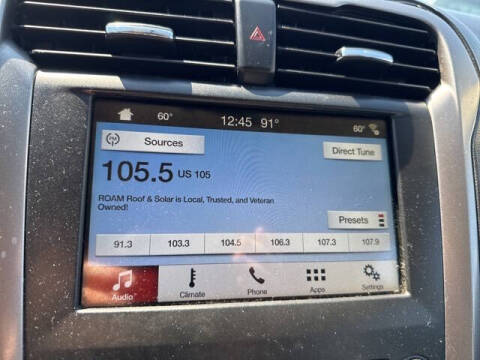 60°
12:45 91°
60°
FM
Sources
Direct Tune
105.5 US 105
ROAM Roof & Solar is Local, Trusted, and Veteran
Owned!
Presets
91.3 103.3 104.5 106.3 107.3 107.9
Audio Climate Phone Apps Settings